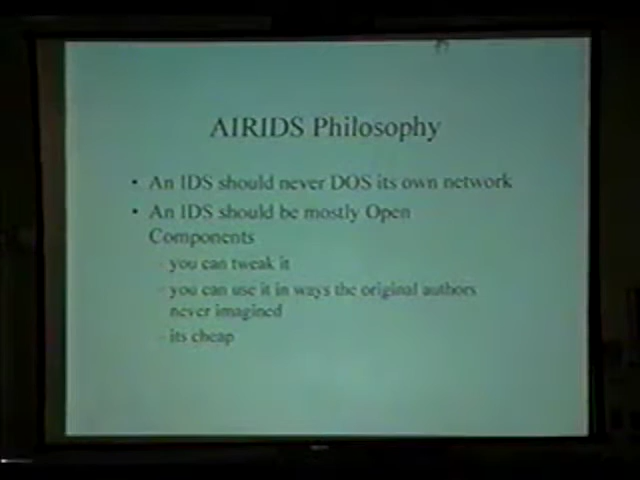 AIRIDS Philosophy
• An IDS should never DOS its own network
• An IDS should be mostly Open
Components
- you can tweak it
- you can use it in ways the original authors
never imagined
- its cheap